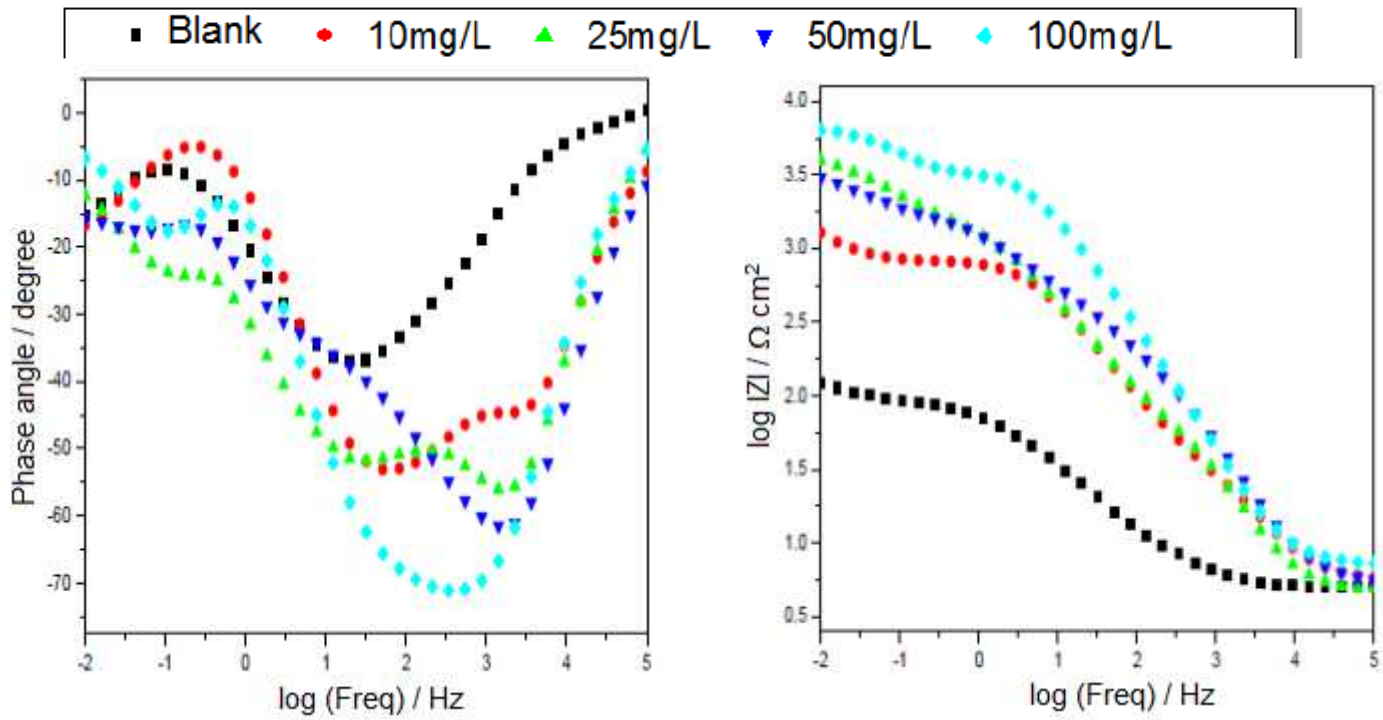 Blank 10mg/L 25mg/L 50mg/L 100mg/L
0
-10
-20
-30
-40
-50
-60
-70
Phase angle / degree
-2 -1 0 1 2 3 4 5
log (Freq) / Hz
4.0
3.5
3.0
2.5
2.0
1.5
1.0
0.5
log |Z| / Ω cm²
-2 -1 0 1 2 3 4 5
log (Freq) / Hz